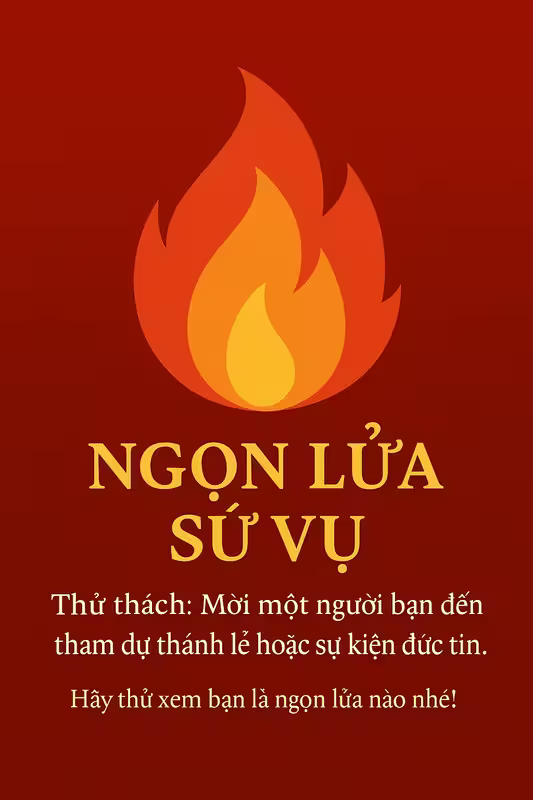 NGỌN LỬA
SỨ VỤ
Thử thách: Mời một người bạn đến
tham dự thánh lẻ hoặc sự kiện đức tin.
Hãy thử xem bạn là ngọn lửa nào nhé!